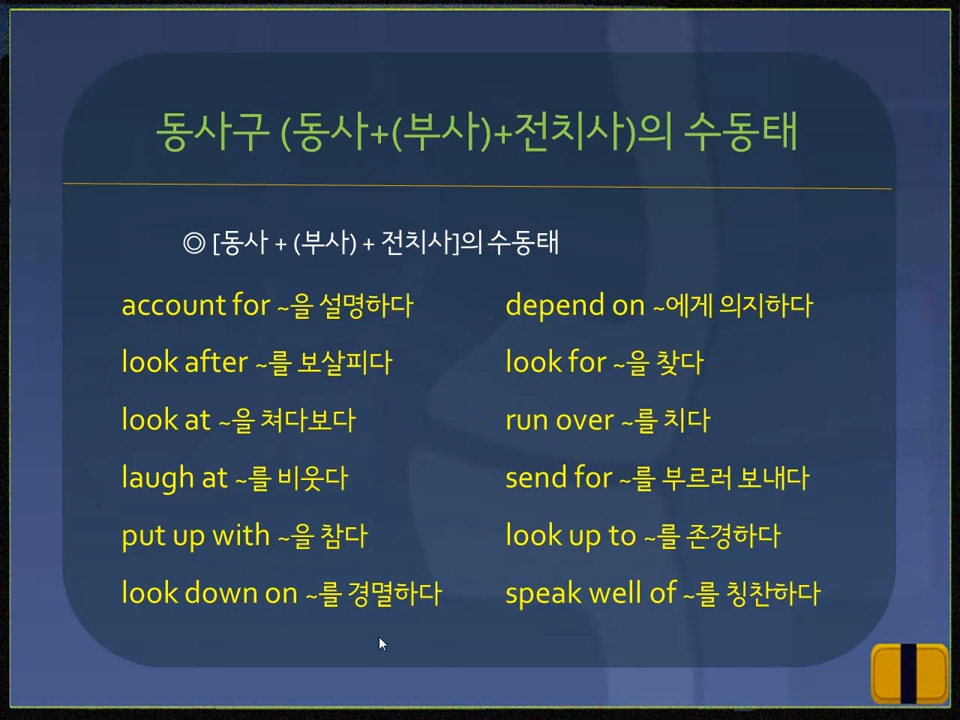 동사구 (동사+(부사)+전치사)의 수동태
◎ [동사 + (부사) + 전치사]의 수동태
account for ~을 설명하다
depend on ~에게 의지하다
look after ~를 보살피다
look for ~을 찾다
look at ~을 쳐다보다
run over ~를 치다
laugh at ~를 비웃다
send for ~를 부르러 보내다
put up with ~을 참다
look up to ~를 존경하다
look down on ~를 경멸하다
speak well of ~를 칭찬하다